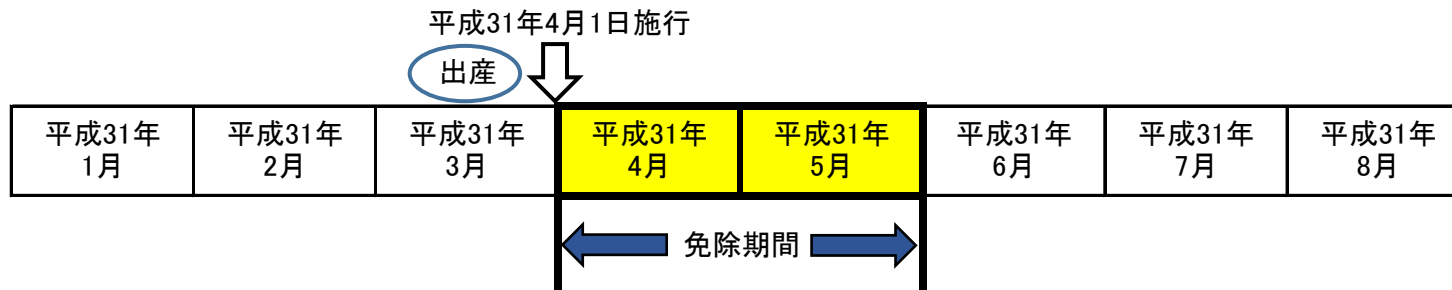 平成31年4月1日施行
出産
平成31年
1月
平成31年
2月
平成31年
3月
平成31年
4月
平成31年
5月
平成31年
6月
平成31年
7月
平成31年
8月
免除期間